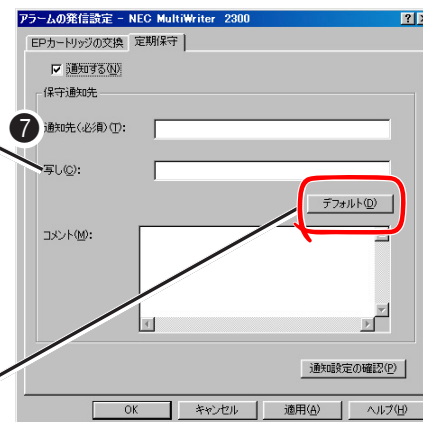 アラームの発信設定 - NEC MultiWriter 2300
EPカートリッジの交換 定期保守
通知する(N)
保守通知先
7
通知先(必須)(T):
写し(C):
デフォルト(D)
コメント(M):
通知設定の確認(P)
OK キャンセル 適用(A) ヘルプ(H)